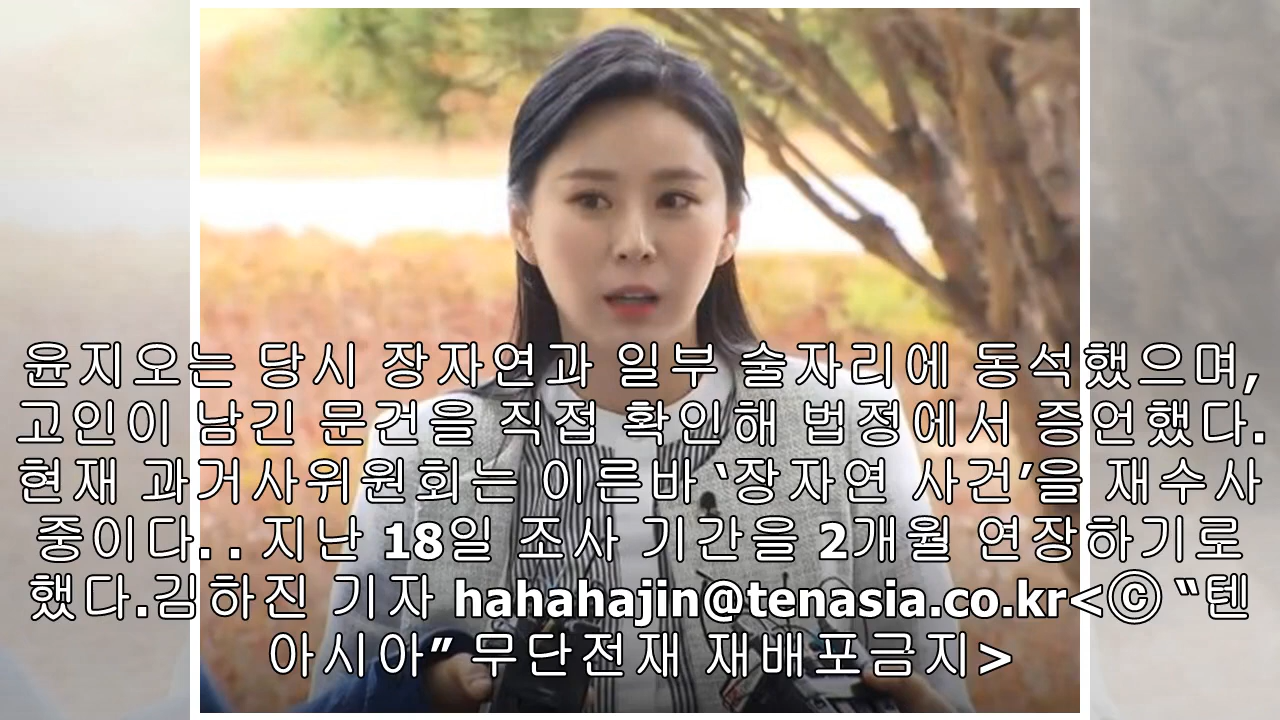 윤지오는 당시 장자연과 일부 술자리에 동석했으며,
고인이 남긴 문건을 직접 확인해 법정에서 증언했다.
현재 과거사위원회는 이른바 ‘장자연 사건’을 재수사
중이다. . 지난 18일 조사 기간을 2개월 연장하기로
했다.김하진 기자 hahahajin@tenasia.co.kr<ⓒ “텐
아시아” 무단전재 재배포금지>